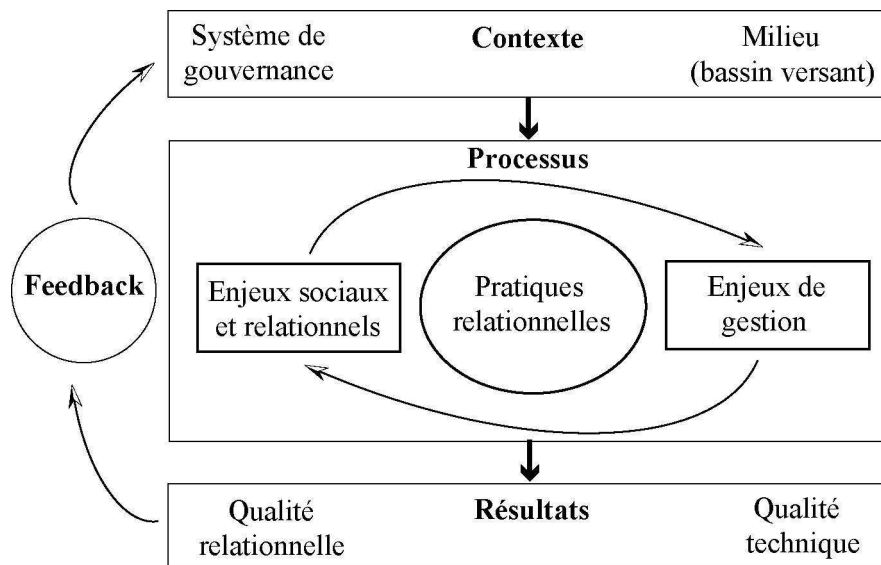 Système de
gouvernance
Contexte
Milieu
(bassin versant)
Processus
Feedback
Enjeux sociaux
et relationnels
Pratiques
relationnelles
Enjeux de
gestion
Qualité
relationnelle
Résultats
Qualité
technique